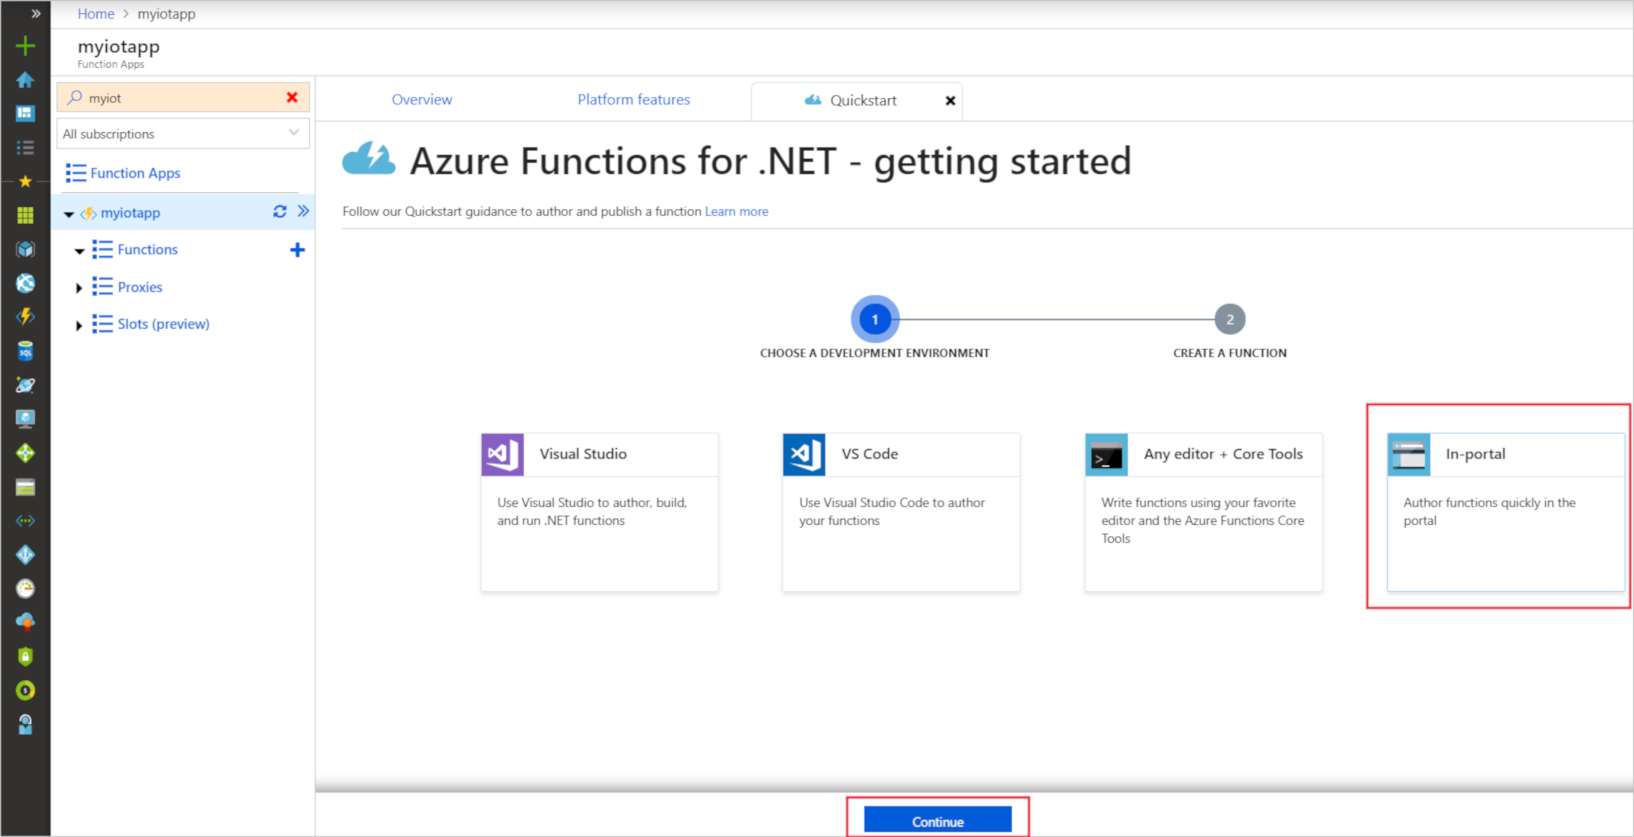 Home > myiotapp
myiotapp
Function Apps
myiot
All subscriptions
Function Apps
myiotapp
Functions
Proxies
Slots (preview)
Overview
Platform features
Quickstart
Azure Functions for .NET - getting started
Follow our Quickstart guidance to author and publish a function Learn more
1
2
CHOOSE A DEVELOPMENT ENVIRONMENT
CREATE A FUNCTION
Visual Studio
Use Visual Studio to author, build,
and run .NET functions
VS Code
Use Visual Studio Code to author
your functions
Any editor + Core Tools
Write functions using your favorite
editor and the Azure Functions Core
Tools
In-portal
Author functions quickly in the
portal
Continue
SQL